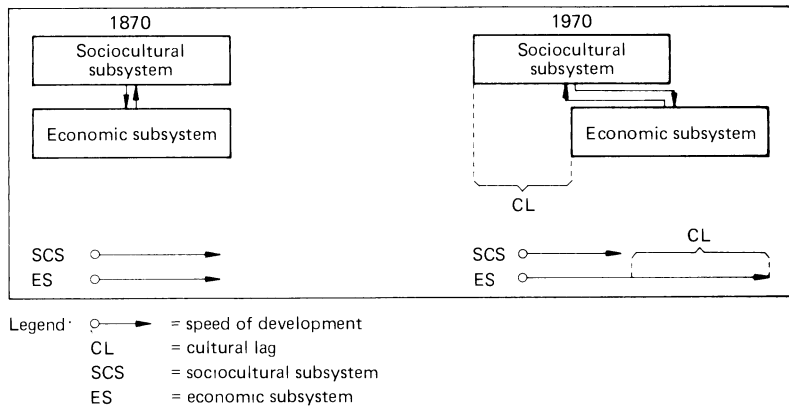 1870
Sociocultural
subsystem
Economic subsystem
SCS
ES
1970
Sociocultural
subsystem
Economic subsystem
CL
CL
SCS
ES
Legend = speed of development
CL = cultural lag
SCS = sociocultural subsystem
ES = economic subsystem